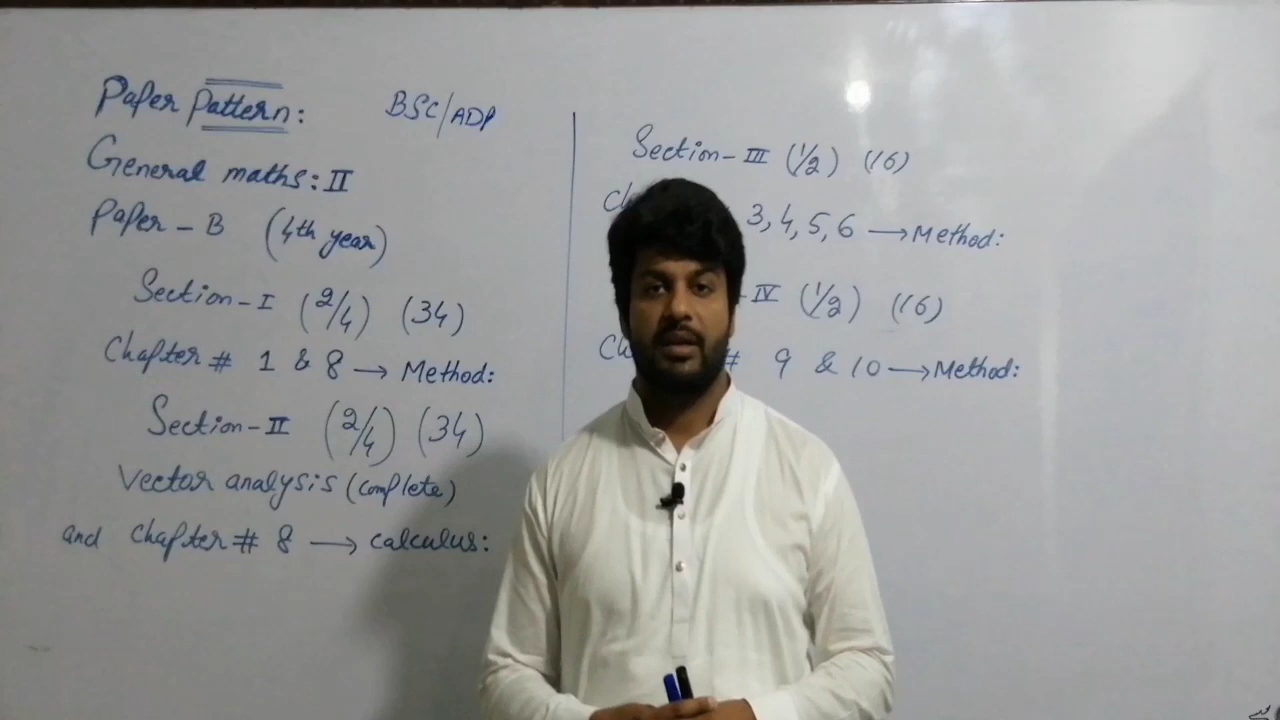 Paper Pattern: BSC/ADP
General maths: II
Paper - B (4th year)
Section - I (2/4) (34)
Chapter # 1 & 8 → Method:
Section - II (2/4) (34)
Vector analysis (complete)
and chapter # 8 → calculus:
Section - III (1/2) (16)
3, 4, 5, 6 → Method:
- IV (1/2) (16)
# 9 & 10 → Method: